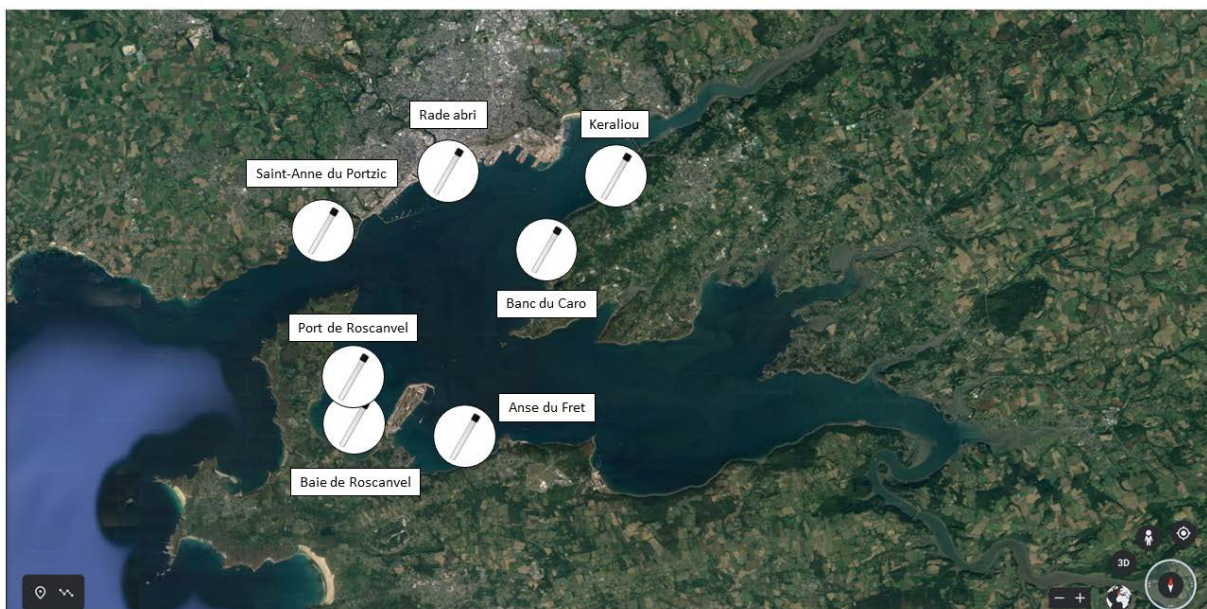 Rade abri
Keraliou
Saint-Anne du Portzic
Banc du Caro
Port de Roscanvel
Anse du Fret
Baie de Roscanvel
3D